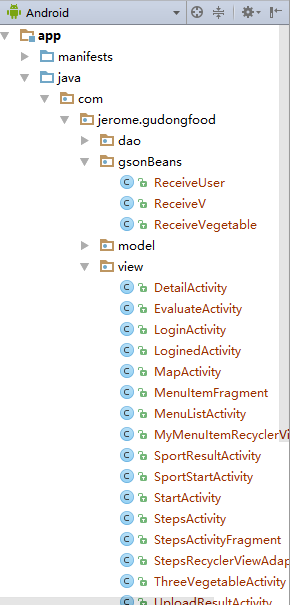 Android
app
manifests
java
com
jerome.gudongfood
dao
gsonBeans
ReceiveUser
ReceiveV
ReceiveVegetable
model
view
DetailActivity
EvaluateActivity
LoginActivity
LoginedActivity
MapActivity
MenuItemFragment
MenuListActivity
MyMenuItemRecyclerVi
SportResultActivity
SportStartActivity
StartActivity
StepsActivity
StepsActivityFragment
StepsRecyclerViewAdap
ThreeVegetableActivity
UploadResultActivity